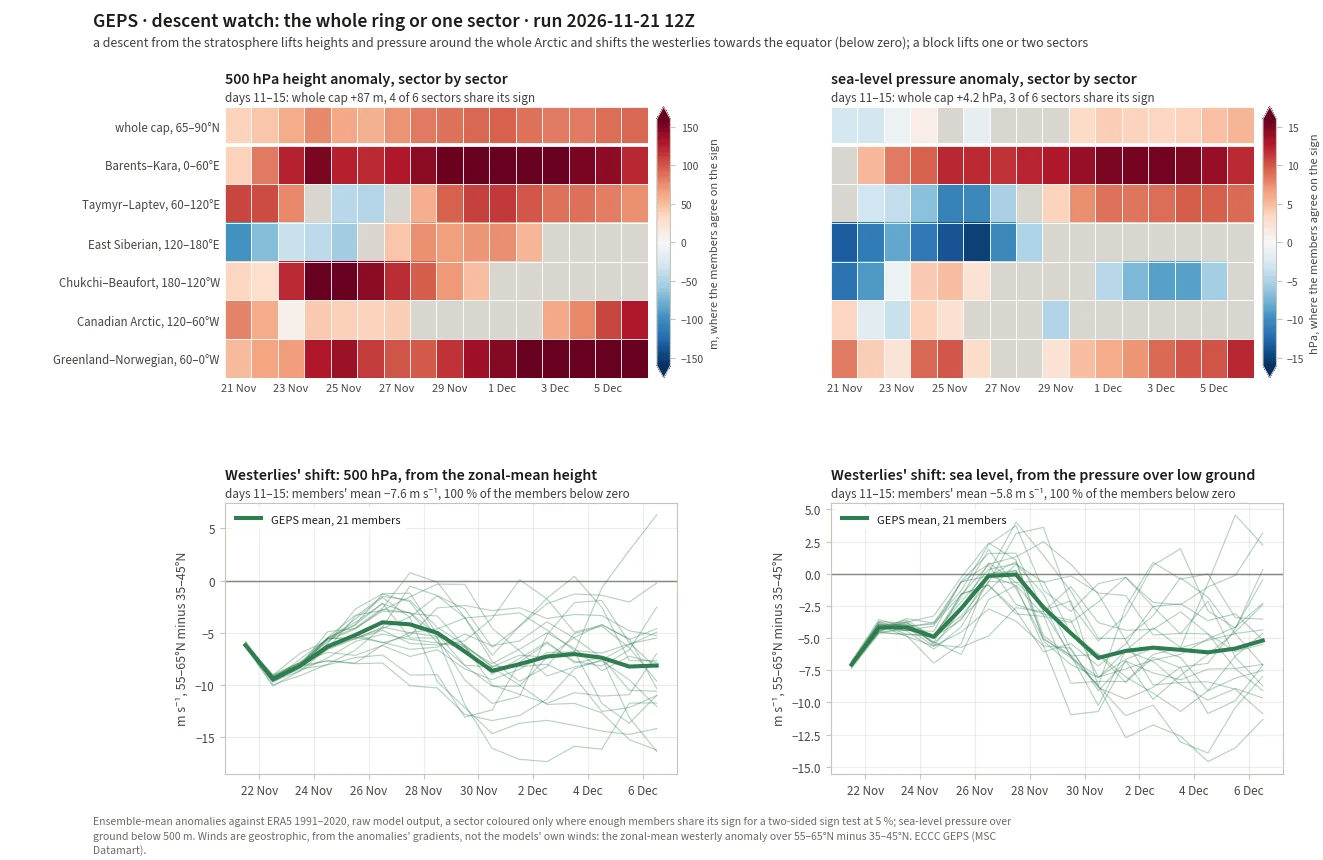 GEPS · descent watch: the whole ring or one sector · run 2026-11-21 12Z
a descent from the stratosphere lifts heights and pressure around the whole Arctic and shifts the westerlies towards the equator (below zero); a block lifts one or two sectors
500 hPa height anomaly, sector by sector
days 11–15: whole cap +87 m, 4 of 6 sectors share its sign
whole cap, 65–90°N
Barents–Kara, 0–60°E
Taymyr–Laptev, 60–120°E
East Siberian, 120–180°E
Chukchi–Beaufort, 180–120°W
Canadian Arctic, 120–60°W
Greenland–Norwegian, 60–0°W
21 Nov 23 Nov 25 Nov 27 Nov 29 Nov 1 Dec 3 Dec 5 Dec
150
100
50
0
−50
−100
−150
m, where the members agree on the sign
sea-level pressure anomaly, sector by sector
days 11–15: whole cap +4.2 hPa, 3 of 6 sectors share its sign
21 Nov 23 Nov 25 Nov 27 Nov 29 Nov 1 Dec 3 Dec 5 Dec
15
10
5
0
−5
−10
−15
hPa, where the members agree on the sign
Westerlies' shift: 500 hPa, from the zonal-mean height
days 11–15: members' mean −7.6 m s⁻¹, 100 % of the members below zero
GEPS mean, 21 members
5
0
−5
−10
−15
m s⁻¹, 55–65°N minus 35–45°N
22 Nov 24 Nov 26 Nov 28 Nov 30 Nov 2 Dec 4 Dec 6 Dec
Westerlies' shift: sea level, from the pressure over low ground
days 11–15: members' mean −5.8 m s⁻¹, 100 % of the members below zero
GEPS mean, 21 members
5.0
2.5
0.0
−2.5
−5.0
−7.5
−10.0
−12.5
−15.0
m s⁻¹, 55–65°N minus 35–45°N
22 Nov 24 Nov 26 Nov 28 Nov 30 Nov 2 Dec 4 Dec 6 Dec
Ensemble-mean anomalies against ERA5 1991–2020, raw model output, a sector coloured only where enough members share its sign for a two-sided sign test at 5 %; sea-level pressure over
ground below 500 m. Winds are geostrophic, from the anomalies' gradients, not the models' own winds: the zonal-mean westerly anomaly over 55–65°N minus 35–45°N. ECCC GEPS (MSC
Datamart).